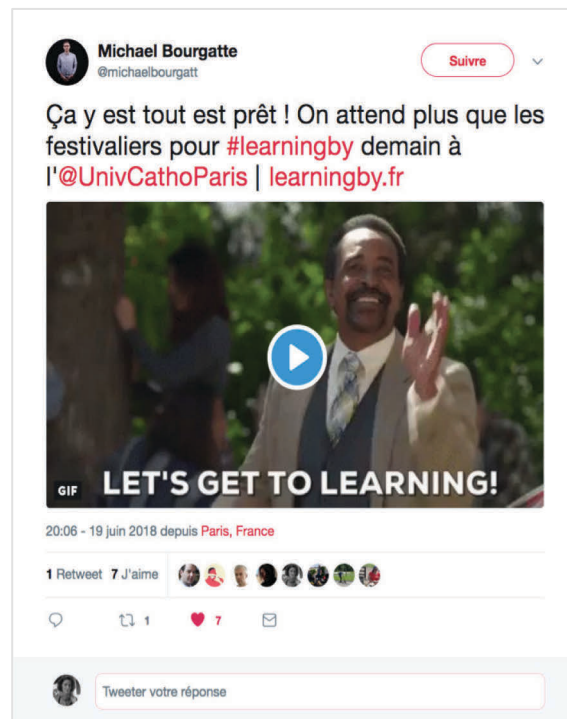 Michael Bourgatte
@michaelbourgatt
Suivre
Ça y est tout est prêt ! On attend plus que les
festivaliers pour #learningby demain à
l'@UnivCathoParis | learningby.fr
GIF
LET'S GET TO LEARNING!
20:06 - 19 juin 2018 depuis Paris, France
1 Retweet 7 J'aime
1 7
Tweeter votre réponse